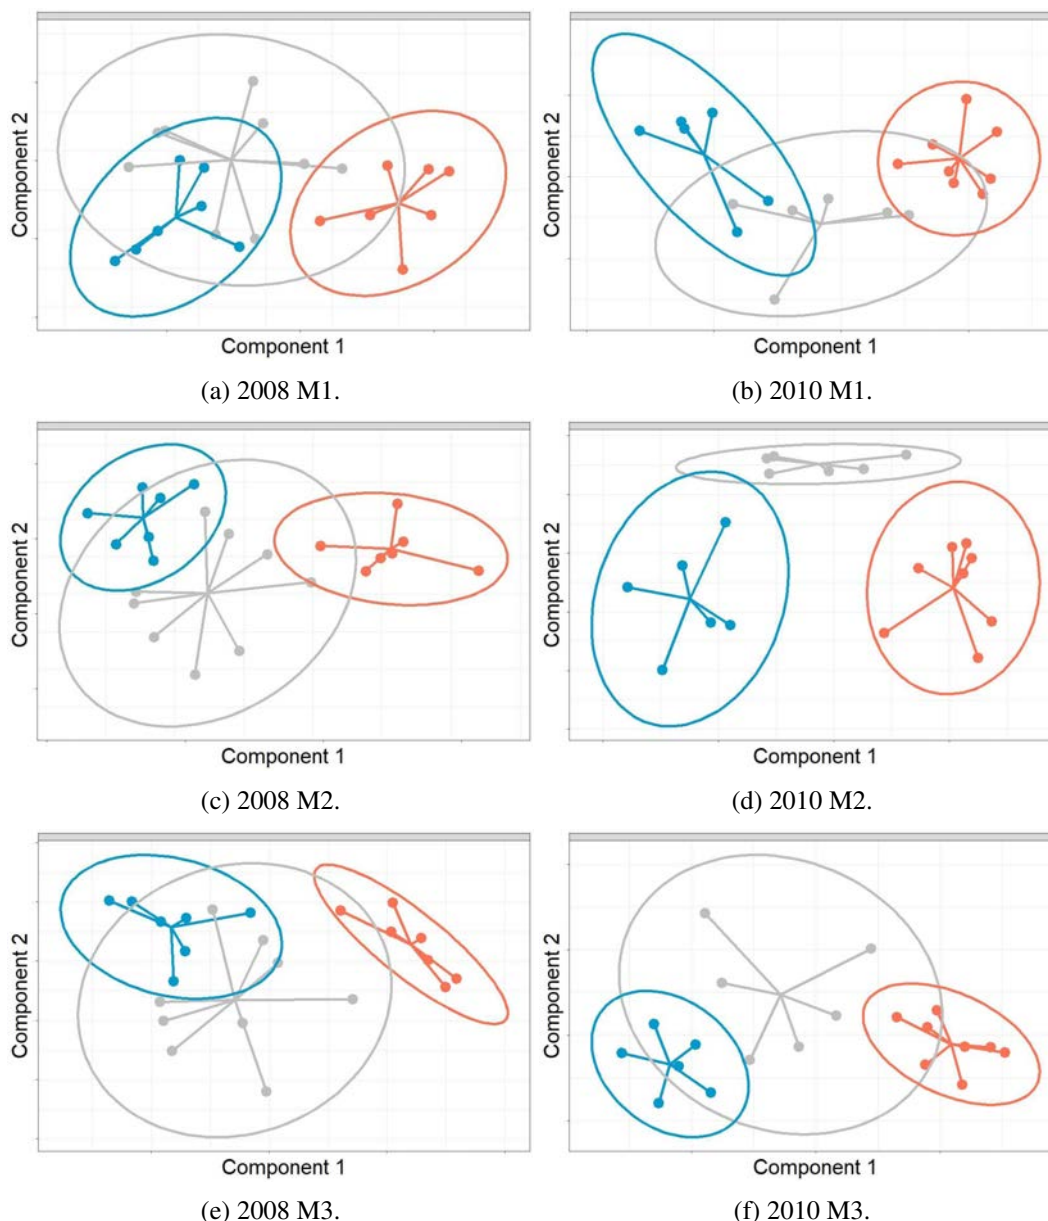 Component 2
Component 1
(a) 2008 M1.
Component 2
Component 1
(b) 2010 M1.
Component 2
Component 1
(c) 2008 M2.
Component 2
Component 1
(d) 2010 M2.
Component 2
Component 1
(e) 2008 M3.
Component 2
Component 1
(f) 2010 M3.